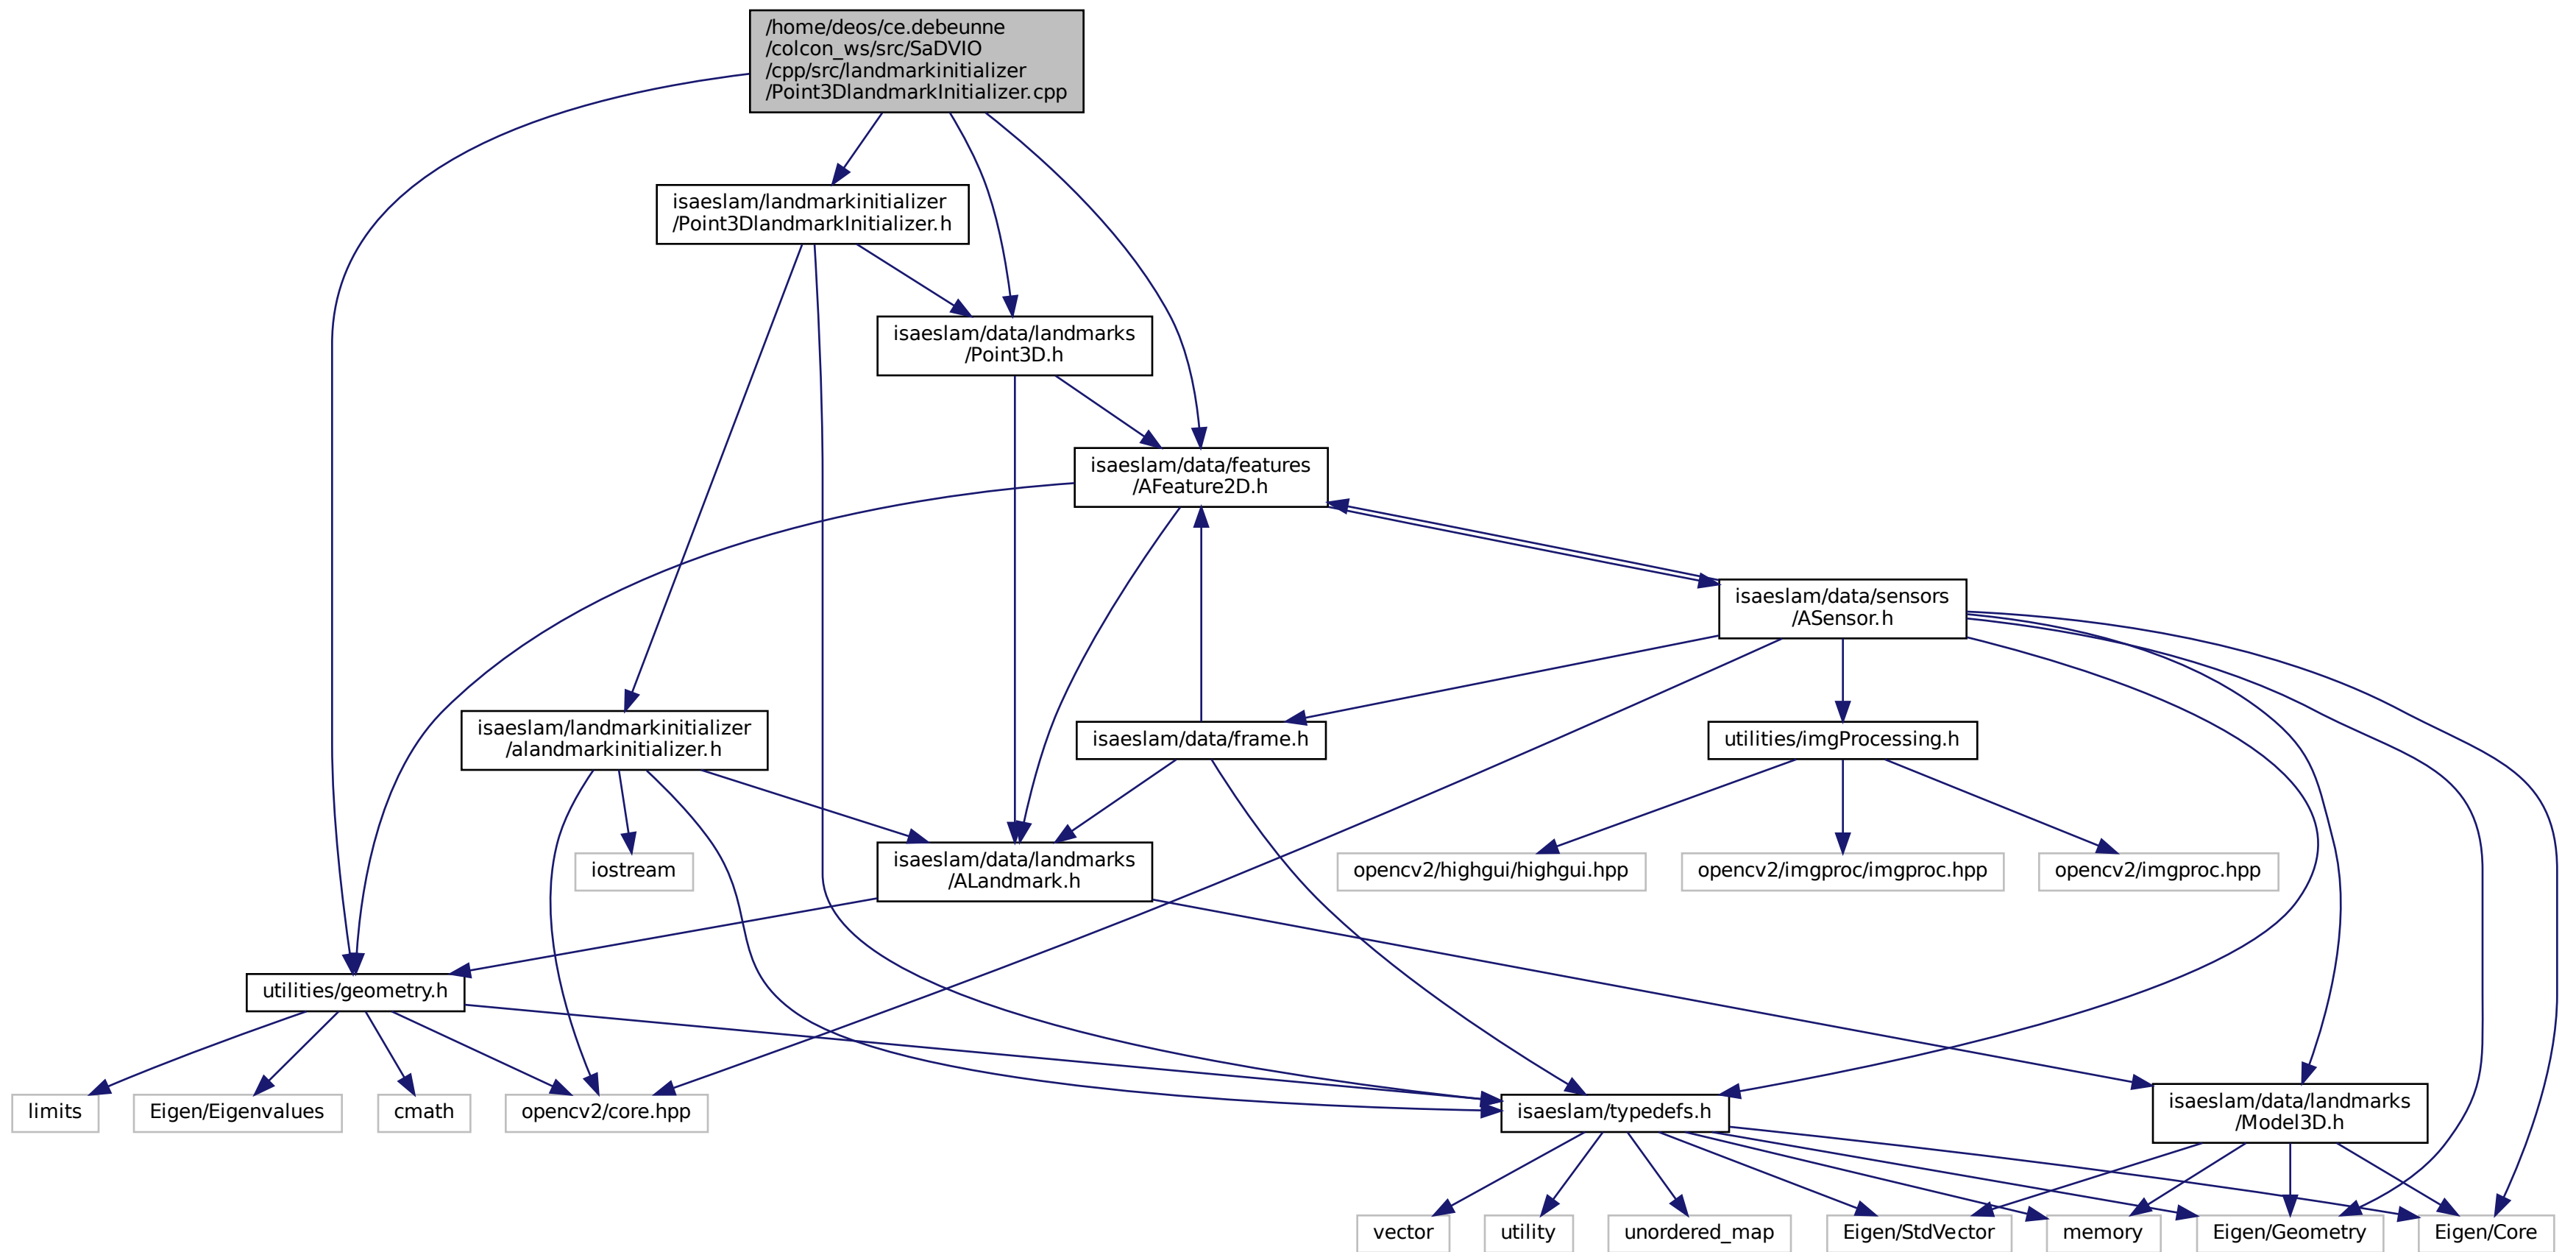 /home/deos/ce.debeunne
/colcon_ws/src/SaDVIO
/cpp/src/landmarkinitializer
/Point3DlandmarkInitializer.cpp
isaeslam/landmarkinitializer
/Point3DlandmarkInitializer.h
isaeslam/data/landmarks
/Point3D.h
isaeslam/data/features
/AFeature2D.h
isaeslam/data/sensors
/ASensor.h
isaeslam/landmarkinitializer
/alandmarkinitializer.h
isaeslam/data/frame.h
utilities/imgProcessing.h
iostream
isaeslam/data/landmarks
/ALandmark.h
opencv2/highgui/highgui.hpp
opencv2/imgproc/imgproc.hpp
opencv2/imgproc.hpp
utilities/geometry.h
limits
Eigen/Eigenvalues
cmath
opencv2/core.hpp
isaeslam/typedefs.h
isaeslam/data/landmarks
/Model3D.h
vector
utility
unordered_map
Eigen/StdVector
memory
Eigen/Geometry
Eigen/Core